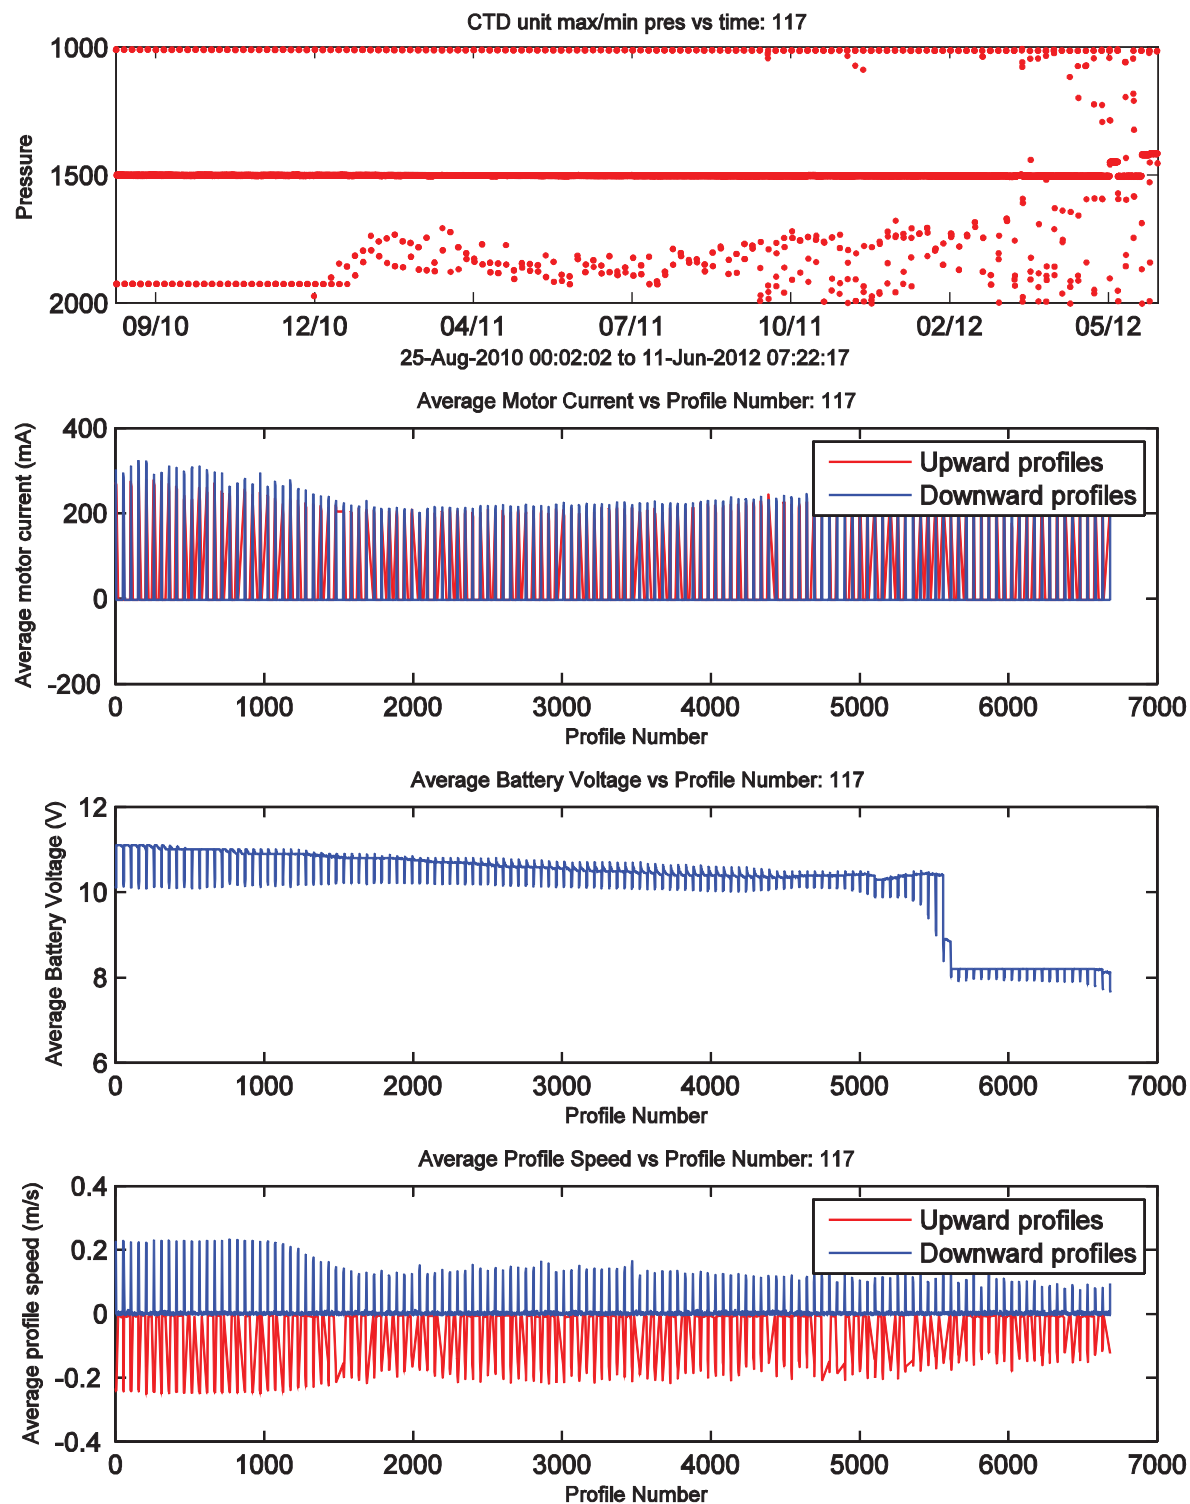 CTD unit max/min pres vs time: 117
1000
1500
2000
Pressure
09/10 12/10 04/11 07/11 10/11 02/12 05/12
25-Aug-2010 00:02:02 to 11-Jun-2012 07:22:17
Average Motor Current vs Profile Number: 117
400
200
0
-200
Average motor current (mA)
Upward profiles
Downward profiles
0 1000 2000 3000 4000 5000 6000 7000
Profile Number
Average Battery Voltage vs Profile Number: 117
12
10
8
6
Average Battery Voltage (V)
0 1000 2000 3000 4000 5000 6000 7000
Profile Number
Average Profile Speed vs Profile Number: 117
0.4
0.2
0
-0.2
-0.4
Average profile speed (m/s)
Upward profiles
Downward profiles
0 1000 2000 3000 4000 5000 6000 7000
Profile Number